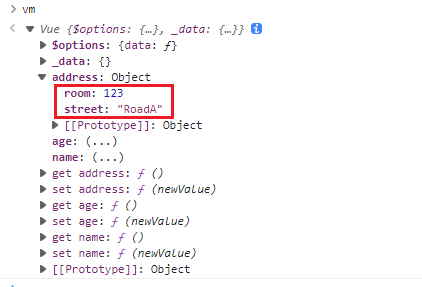 > vm
< ▼ Vue {$options: {…}, _data: {…}} i
▶ $options: {data: ƒ}
▶ _data: {}
▼ address: Object
room: 123
street: "RoadA"
▶ [[Prototype]]: Object
age: (...)
name: (...)
▶ get address: ƒ ()
▶ set address: ƒ (newValue)
▶ get age: ƒ ()
▶ set age: ƒ (newValue)
▶ get name: ƒ ()
▶ set name: ƒ (newValue)
▶ [[Prototype]]: Object